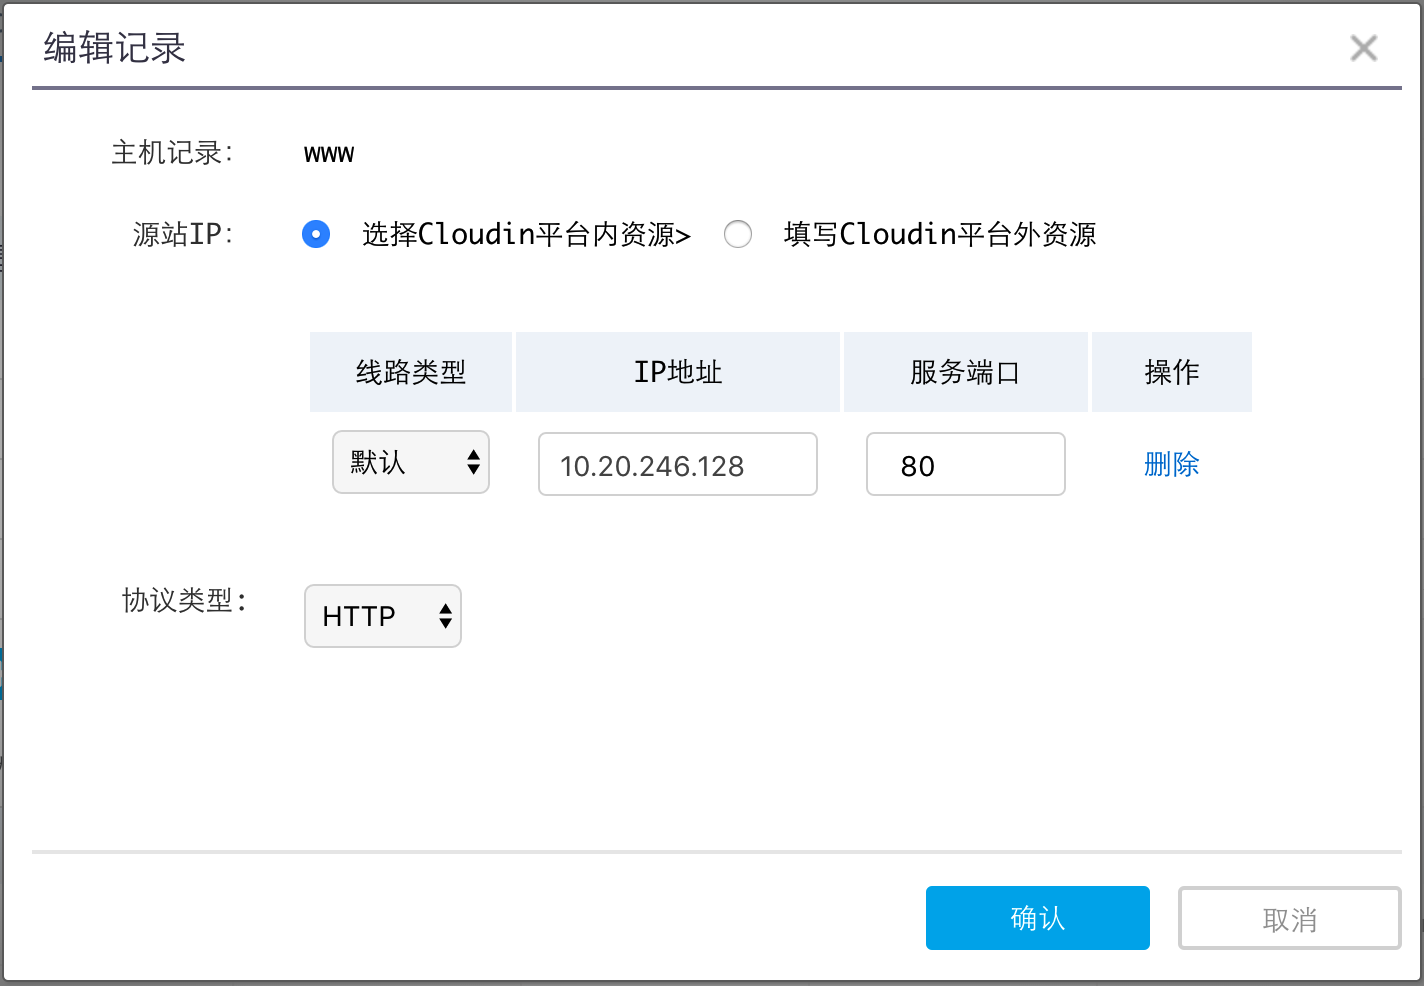 编辑记录
主机记录: www
源站IP: 选择Cloudin平台内资源> 填写Cloudin平台外资源
线路类型 IP地址 服务端口 操作
默认 10.20.246.128 80 删除
协议类型: HTTP
确认 取消